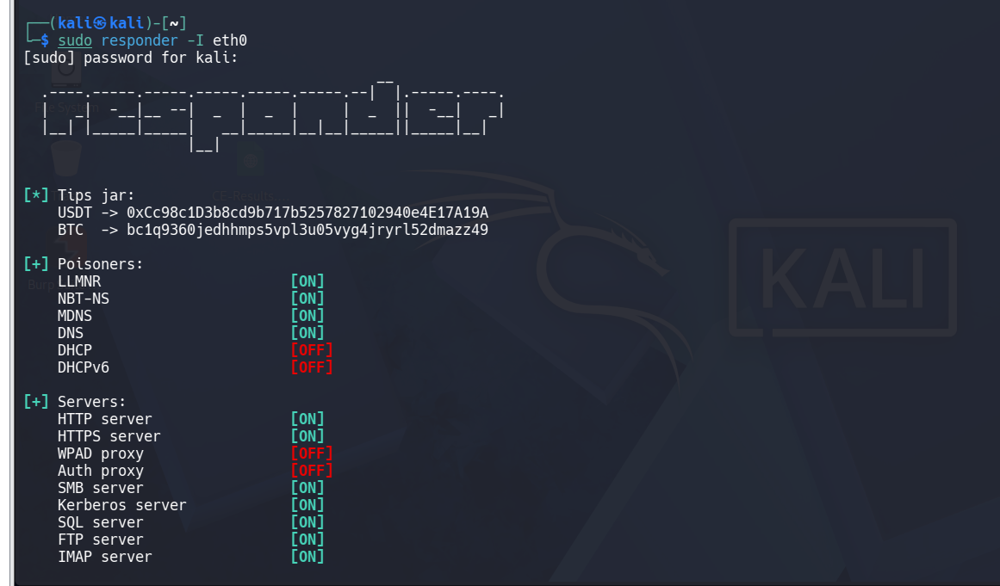 ┌──(kali㉿kali)-[~]
└─$ sudo responder -I eth0
[sudo] password for kali:
                                         __
  .----.-----.-----.-----.-----.-----.--|  |.-----.----.
  |   _|  -__|__ --|  _  |  _  |     |  _  ||  -__|   _|
  |__| |_____|_____|   __|_____|__|__|_____||_____|__|
                   |__|
[*] Tips jar:
    USDT -> 0xCc98c1D3b8cd9b717b5257827102940e4E17A19A
    BTC  -> bc1q9360jedhhmps5vpl3u05vyg4jryrl52dmazz49
[+] Poisoners:
    LLMNR                      [ON]
    NBT-NS                     [ON]
    MDNS                       [ON]
    DNS                        [ON]
    DHCP                       [OFF]
    DHCPv6                     [OFF]
[+] Servers:
    HTTP server                [ON]
    HTTPS server               [ON]
    WPAD proxy                 [OFF]
    Auth proxy                 [OFF]
    SMB server                 [ON]
    Kerberos server            [ON]
    SQL server                 [ON]
    FTP server                 [ON]
    IMAP server                [ON]
KALI